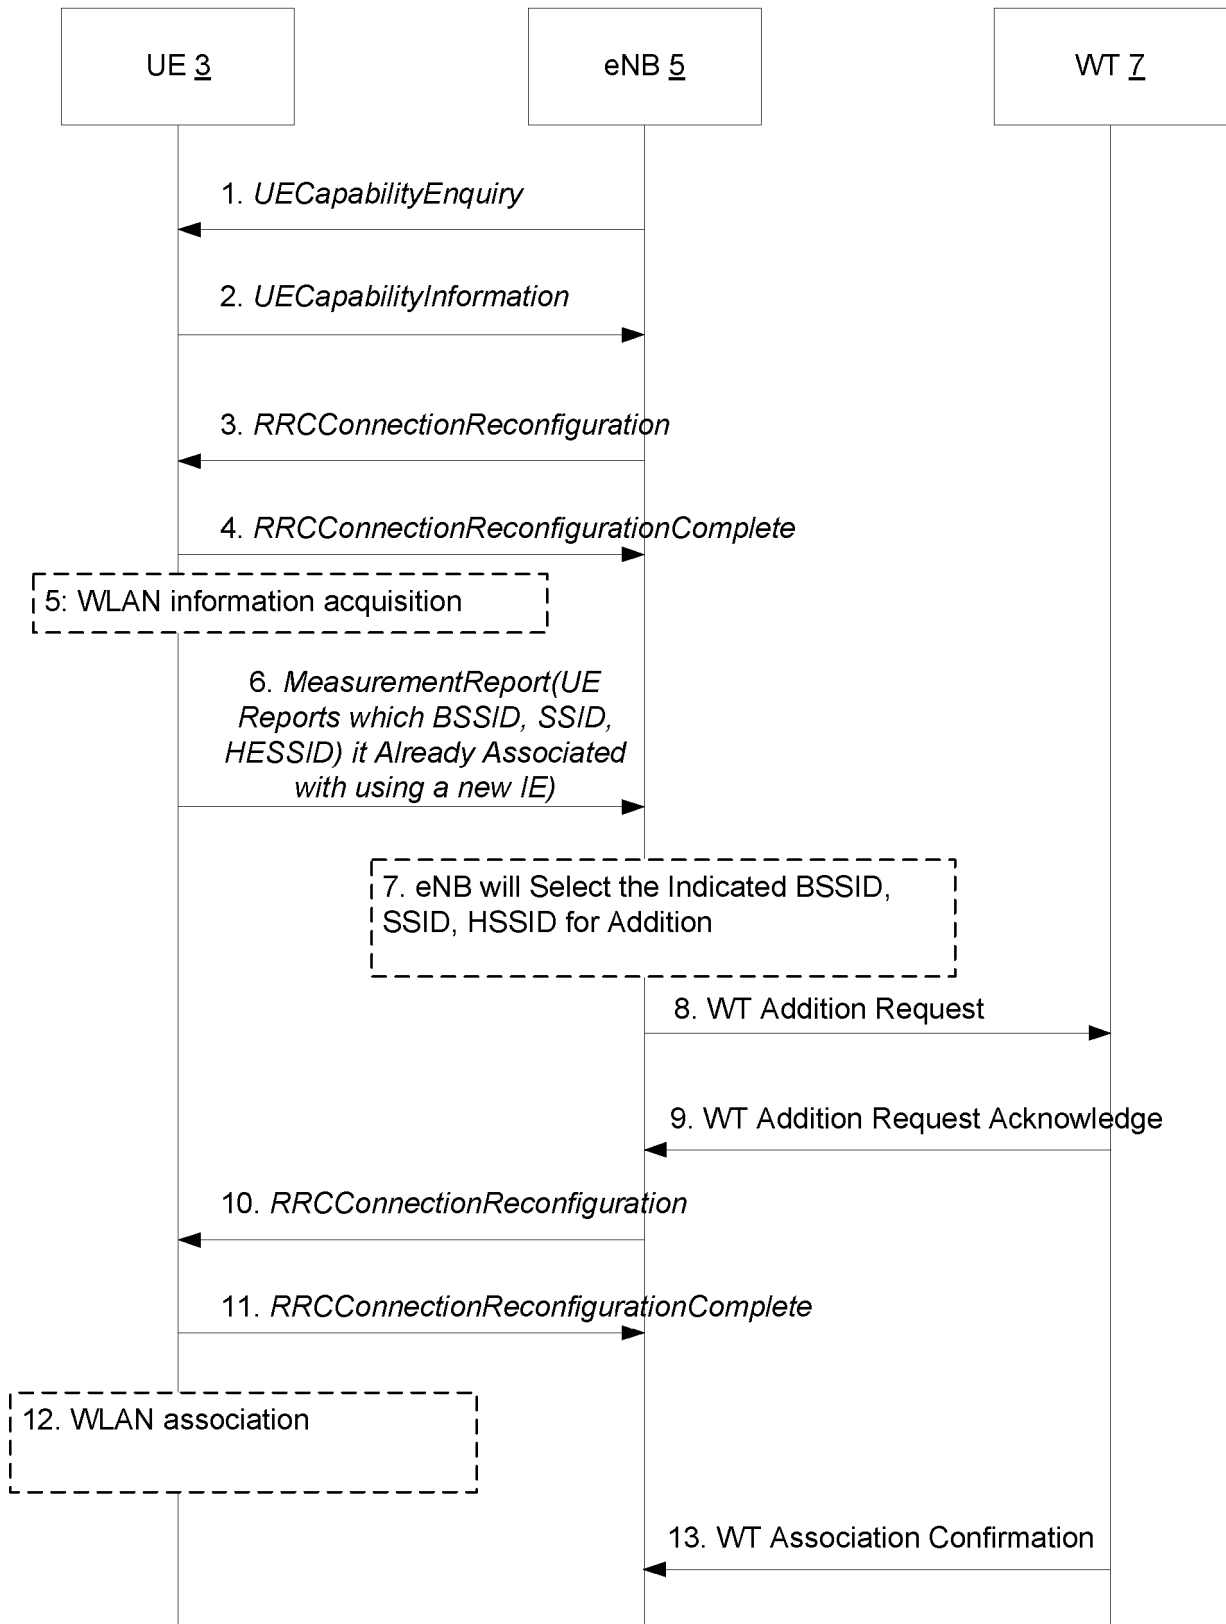 UE 3
eNB 5
WT 7
1. UECapabilityEnquiry
2. UECapabilityInformation
3. RRCConnectionReconfiguration
4. RRCConnectionReconfigurationComplete
5: WLAN information acquisition
6. MeasurementReport(UE
Reports which BSSID, SSID,
HESSID) it Already Associated
with using a new IE)
7. eNB will Select the Indicated BSSID,
SSID, HSSID for Addition
8. WT Addition Request
9. WT Addition Request Acknowledge
10. RRCConnectionReconfiguration
11. RRCConnectionReconfigurationComplete
12. WLAN association
13. WT Association Confirmation